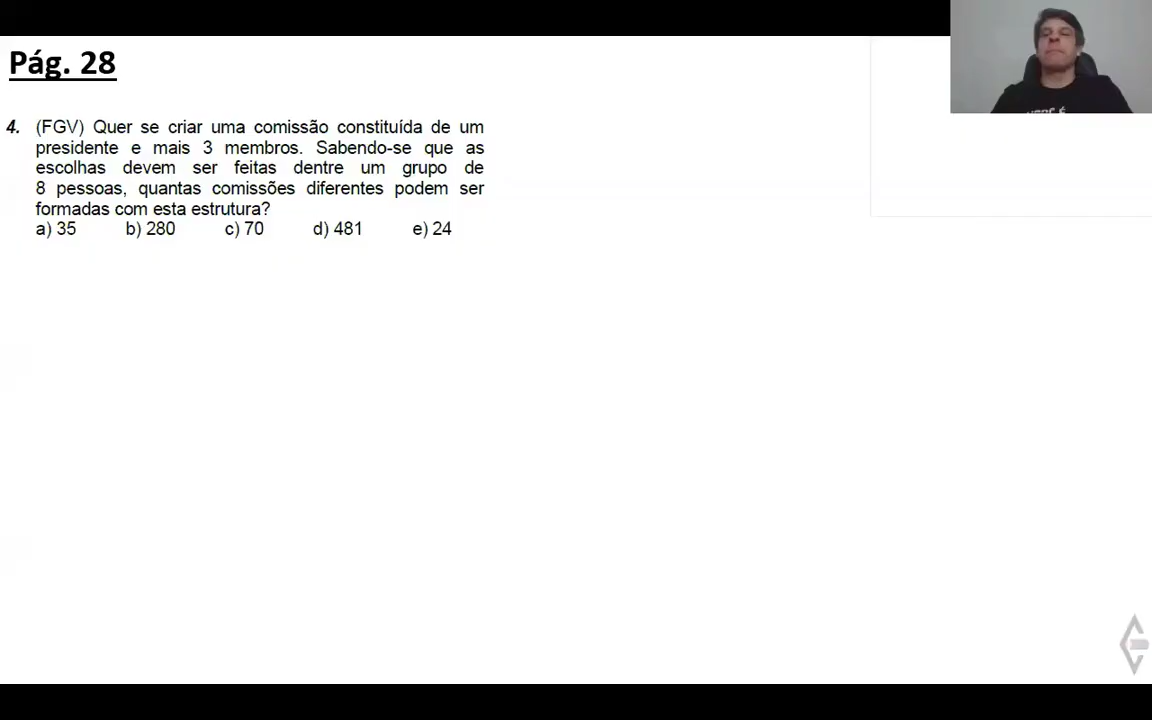 Pág. 28
4. (FGV) Quer se criar uma comissão constituída de um
presidente e mais 3 membros. Sabendo-se que as
escolhas devem ser feitas dentre um grupo de
8 pessoas, quantas comissões diferentes podem ser
formadas com esta estrutura?
a) 35 b) 280 c) 70 d) 481 e) 24